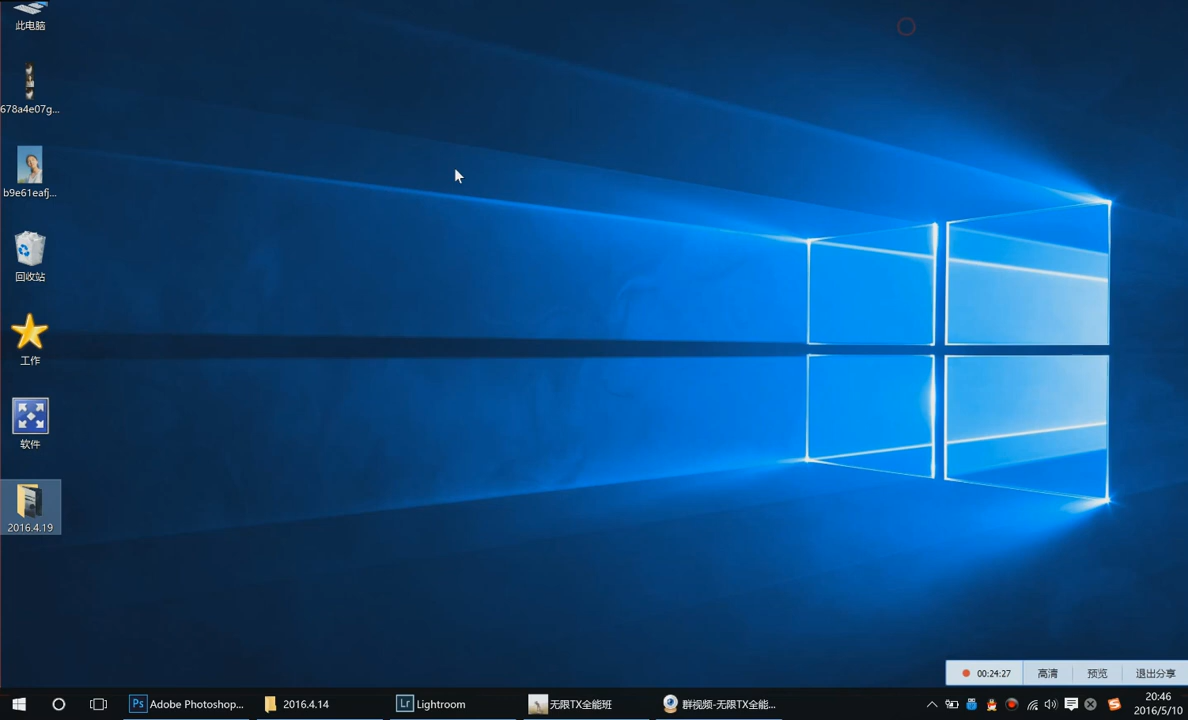 此电脑
678a4e07g...
b9e61eafj...
回收站
工作
软件
2016.4.19
00:24:27
高清
预览
退出分享
Adobe Photoshop...
2016.4.14
Lightroom
无限TX全能班
群视频-无限TX全能...
20:46
2016/5/10